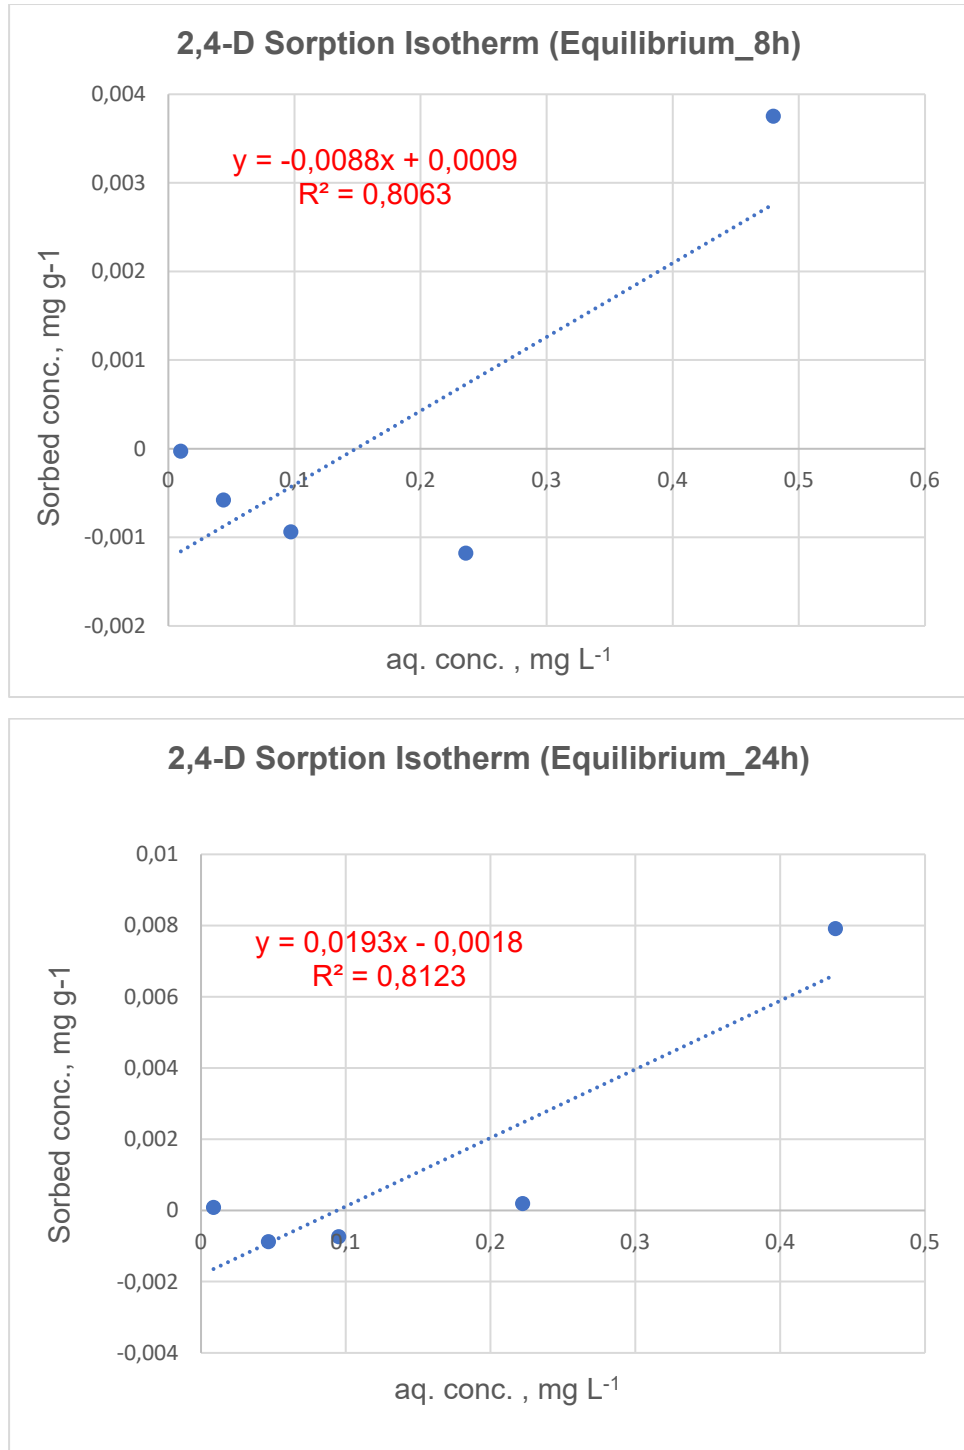 2,4-D Sorption Isotherm (Equilibrium_8h)
0,004
y = -0,0088x + 0,0009
R² = 0,8063
0,003
0,002
0,001
0
-0,001
-0,002
Sorbed conc., mg g-1
0 0,1 0,2 0,3 0,4 0,5 0,6
aq. conc. , mg L⁻¹
2,4-D Sorption Isotherm (Equilibrium_24h)
0,01
0,008
y = 0,0193x - 0,0018
R² = 0,8123
0,006
0,004
0,002
0
-0,002
-0,004
Sorbed conc., mg g-1
0 0,1 0,2 0,3 0,4 0,5
aq. conc. , mg L⁻¹